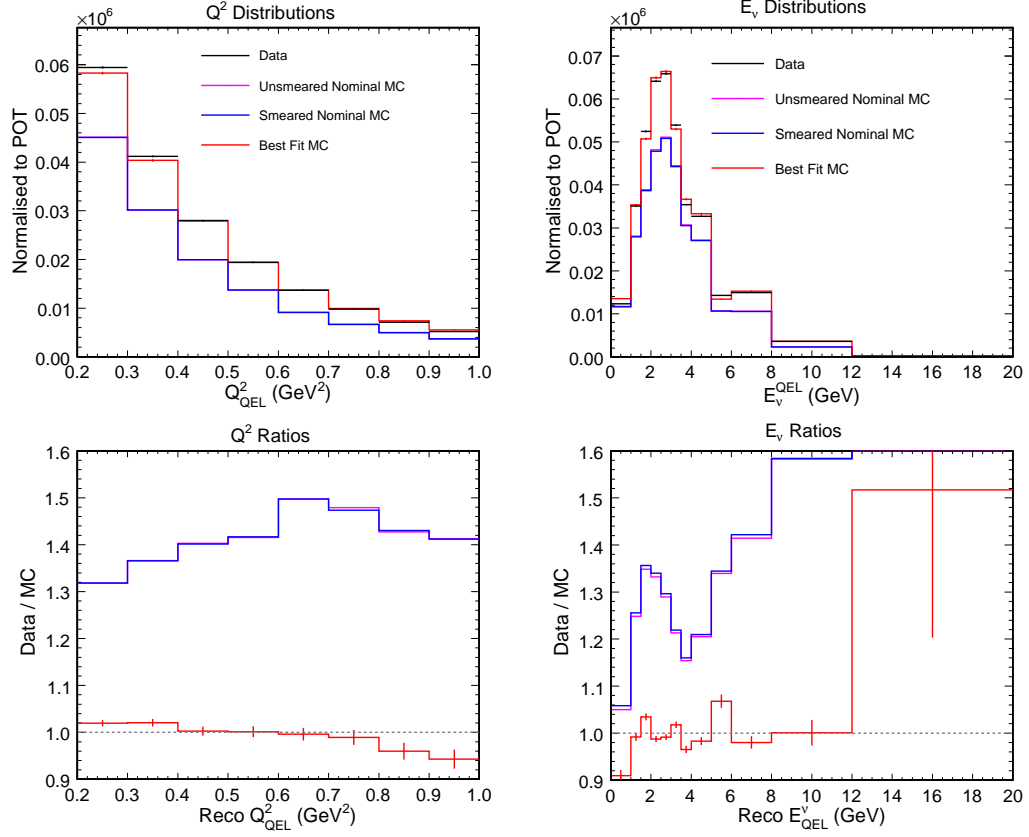 Q² Distributions
×10⁶
Normalised to POT
0.06
0.05
0.04
0.03
0.02
0.01
0.00
Data
Unsmeared Nominal MC
Smeared Nominal MC
Best Fit MC
0.2 0.3 0.4 0.5 0.6 0.7 0.8 0.9 1.0
Q²_QEL (GeV²)
E_ν Distributions
×10⁶
Normalised to POT
0.07
0.06
0.05
0.04
0.03
0.02
0.01
0.00
Data
Unsmeared Nominal MC
Smeared Nominal MC
Best Fit MC
0 2 4 6 8 10 12 14 16 18 20
E_ν^QEL (GeV)
Q² Ratios
Data / MC
1.6
1.5
1.4
1.3
1.2
1.1
1.0
0.9
0.2 0.3 0.4 0.5 0.6 0.7 0.8 0.9 1.0
Reco Q²_QEL (GeV²)
E_ν Ratios
Data / MC
1.6
1.5
1.4
1.3
1.2
1.1
1.0
0.9
0 2 4 6 8 10 12 14 16 18 20
Reco E^ν_QEL (GeV)